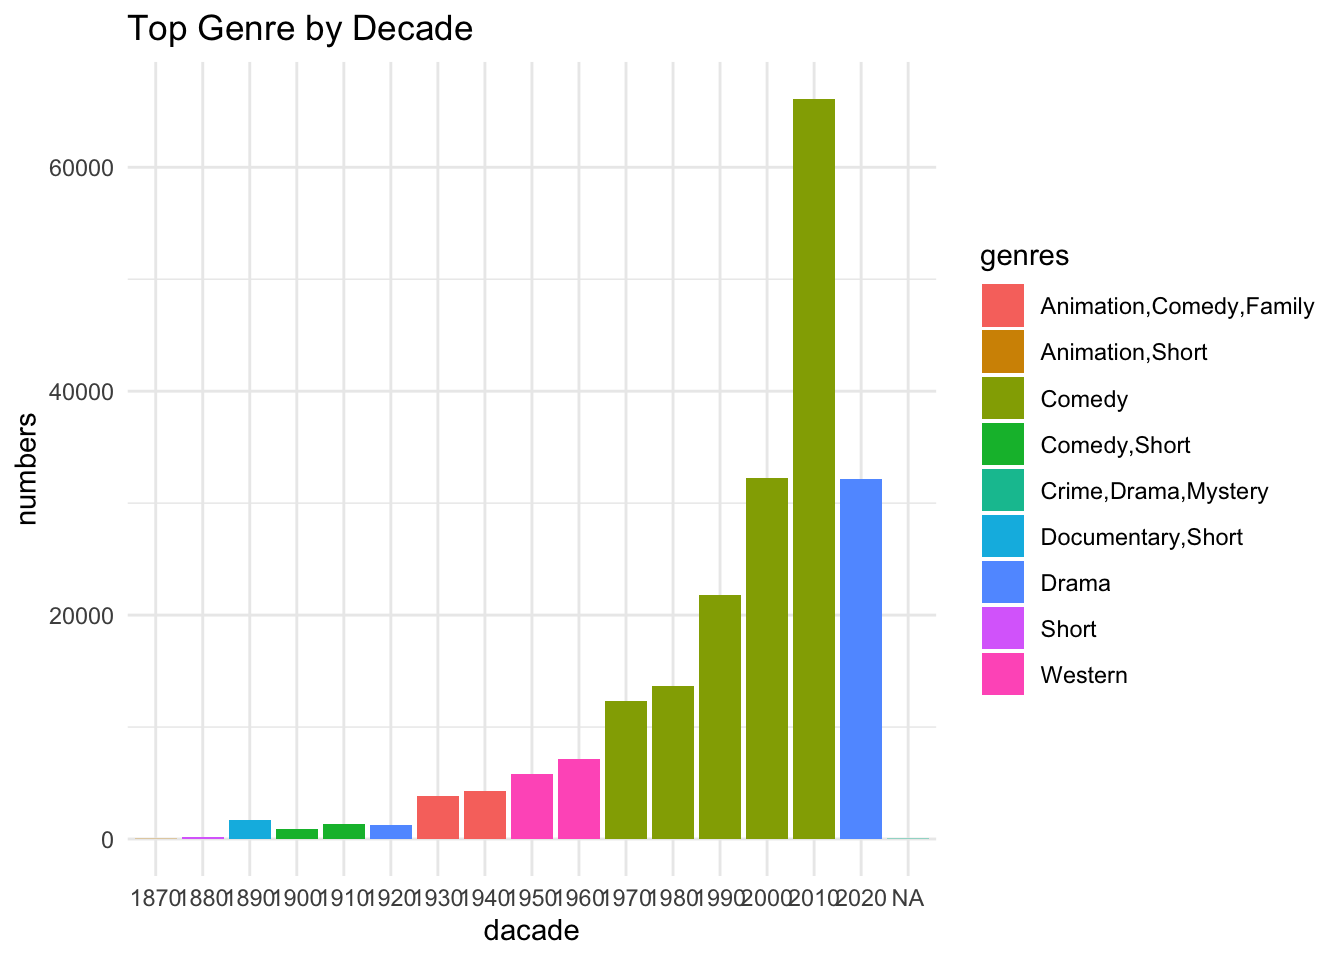 Top Genre by Decade
numbers
60000
40000
20000
0
1870 1880 1890 1900 1910 1920 1930 1940 1950 1960 1970 1980 1990 2000 2010 2020 NA
dacade
genres
Animation,Comedy,Family
Animation,Short
Comedy
Comedy,Short
Crime,Drama,Mystery
Documentary,Short
Drama
Short
Western